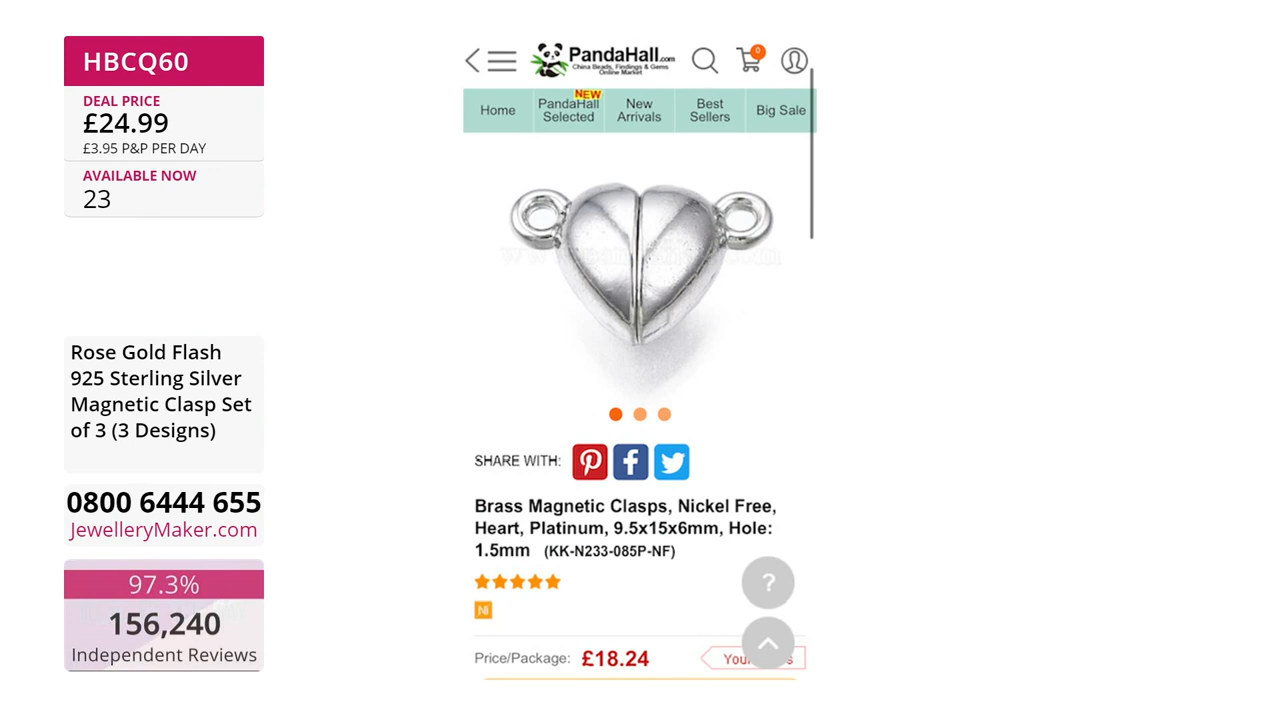 HBCQ60
DEAL PRICE
£24.99
£3.95 P&P PER DAY
AVAILABLE NOW
23
Rose Gold Flash
925 Sterling Silver
Magnetic Clasp Set
of 3 (3 Designs)
0800 6444 655
JewelleryMaker.com
97.3%
156,240
Independent Reviews
PandaHall.com
China Beads, Findings & Gems
Online Market
0
Home
NEW
PandaHall
Selected
New
Arrivals
Best
Sellers
Big Sale
SHARE WITH:
Brass Magnetic Clasps, Nickel Free,
Heart, Platinum, 9.5x15x6mm, Hole:
1.5mm (KK-N233-085P-NF)
?
Ni
Price/Package: £18.24